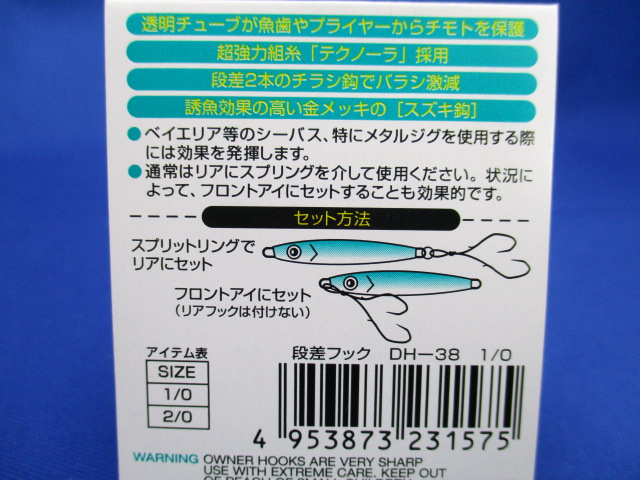 透明チューブが魚歯やプライヤーからチモトを保護
超強力組糸「テクノーラ」採用
段差2本のチラシ鈎でバラシ激減
誘魚効果の高い金メッキの［スズキ鈎］
●ベイエリア等のシーバス、特にメタルジグを使用する際
には効果を発揮します。
●通常はリアにスプリングを介して使用ください。状況に
よって、フロントアイにセットすることも効果的です。
セット方法
スプリットリングで
リアにセット
フロントアイにセット
（リアフックは付けない）
アイテム表
SIZE
1/0
2/0
段差フック DH－38 1/0
4 953873 231575
WARNING OWNER HOOKS ARE VERY SHARP
USE WITH EXTREME CARE. KEEP OUT